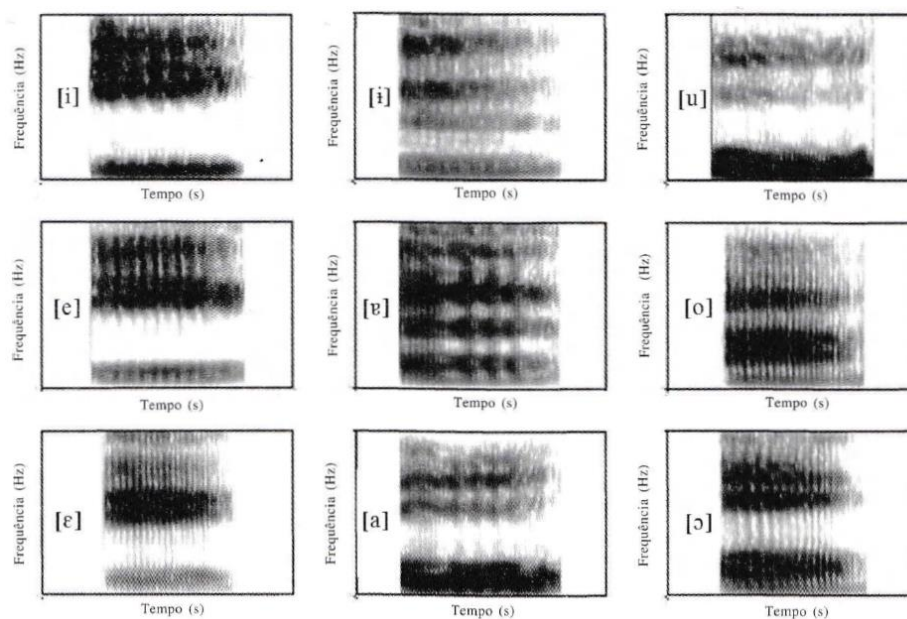 Frequência (Hz)
[i]
Tempo (s)
Frequência (Hz)
[ɨ]
Tempo (s)
Frequência (Hz)
[u]
Tempo (s)
Frequência (Hz)
[e]
Tempo (s)
Frequência (Hz)
[ɐ]
Tempo (s)
Frequência (Hz)
[o]
Tempo (s)
Frequência (Hz)
[ɛ]
Tempo (s)
Frequência (Hz)
[a]
Tempo (s)
Frequência (Hz)
[ɔ]
Tempo (s)